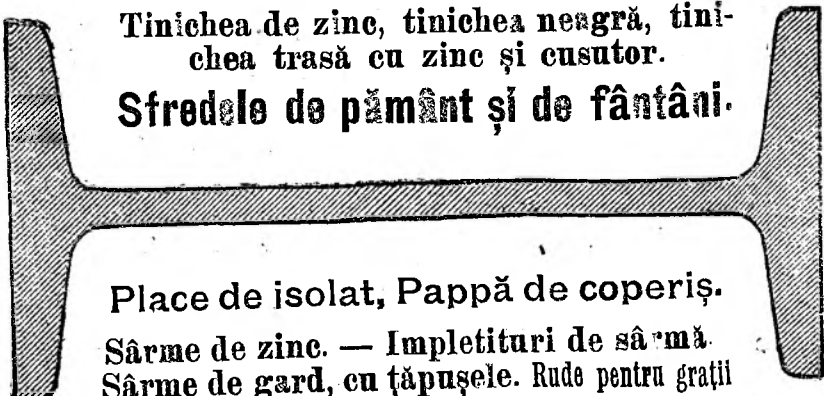 Tinichea de zinc, tinichea neagră, tini-
chea trasă cu zinc și cusutor.
Sfredele de pământ și de fântâni.
Place de isolat, Pappă de coperiș.
Sârme de zinc. — Impletituri de sârmă.
Sârme de gard, cu țăpușele. Rude pentru grații